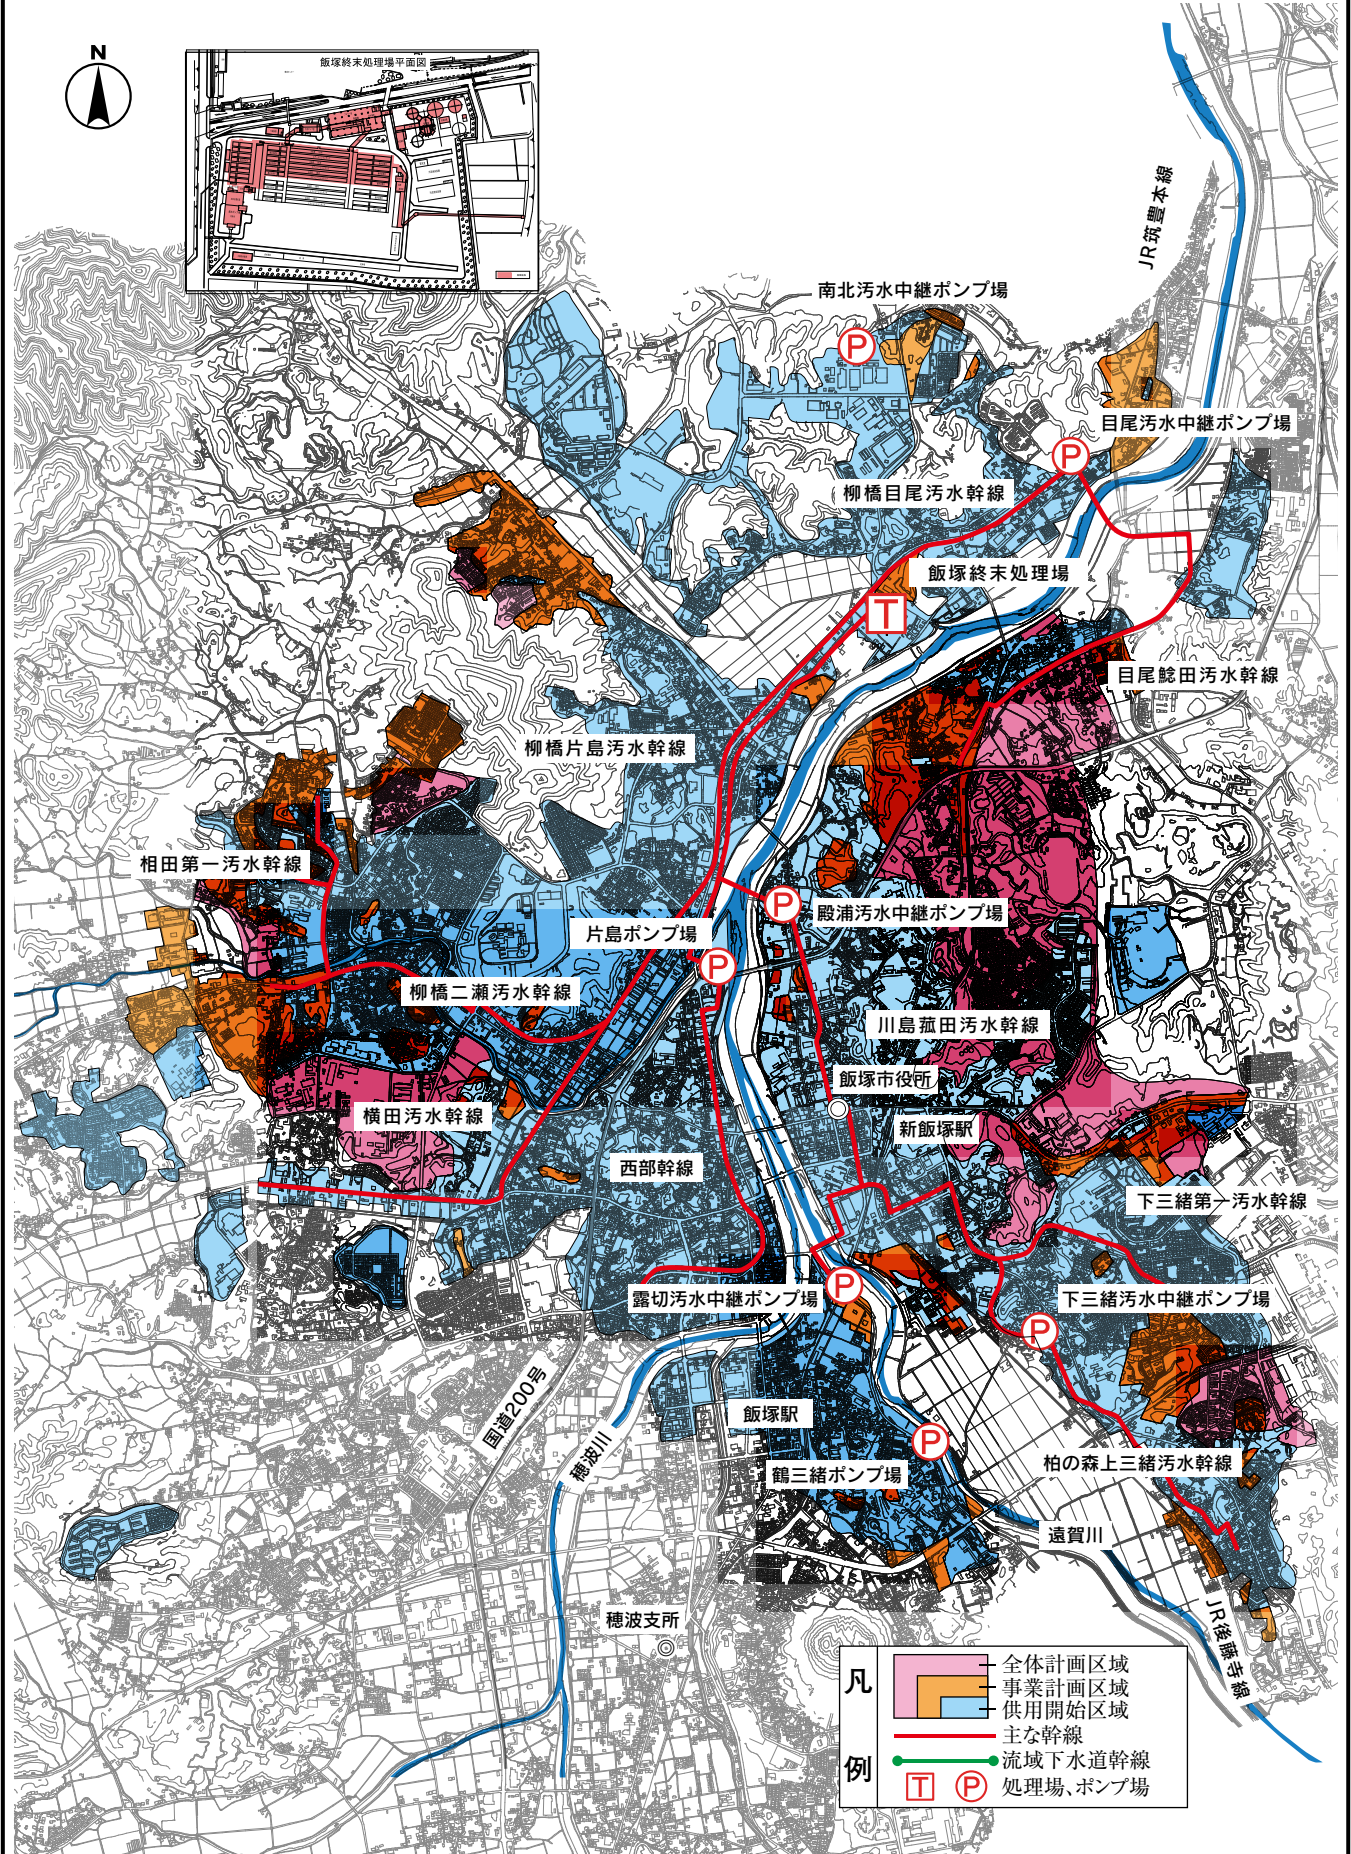 N
飯塚終末処理場平面図
JR筑豊本線
南北汚水中継ポンプ場
P
目尾汚水中継ポンプ場
P
柳橋目尾汚水幹線
飯塚終末処理場
T
目尾鯰田汚水幹線
柳橋片島汚水幹線
相田第一汚水幹線
P
殿浦汚水中継ポンプ場
片島ポンプ場
P
柳橋二瀬汚水幹線
川島菰田汚水幹線
飯塚市役所
横田汚水幹線
新飯塚駅
西部幹線
下三緒第一汚水幹線
露切汚水中継ポンプ場
P
下三緒汚水中継ポンプ場
P
国道200号
穂波川
飯塚駅
P
鶴三緒ポンプ場
柏の森上三緒汚水幹線
遠賀川
穂波支所
JR後藤寺線
凡例
全体計画区域
事業計画区域
供用開始区域
主な幹線
流域下水道幹線
T P 処理場、ポンプ場